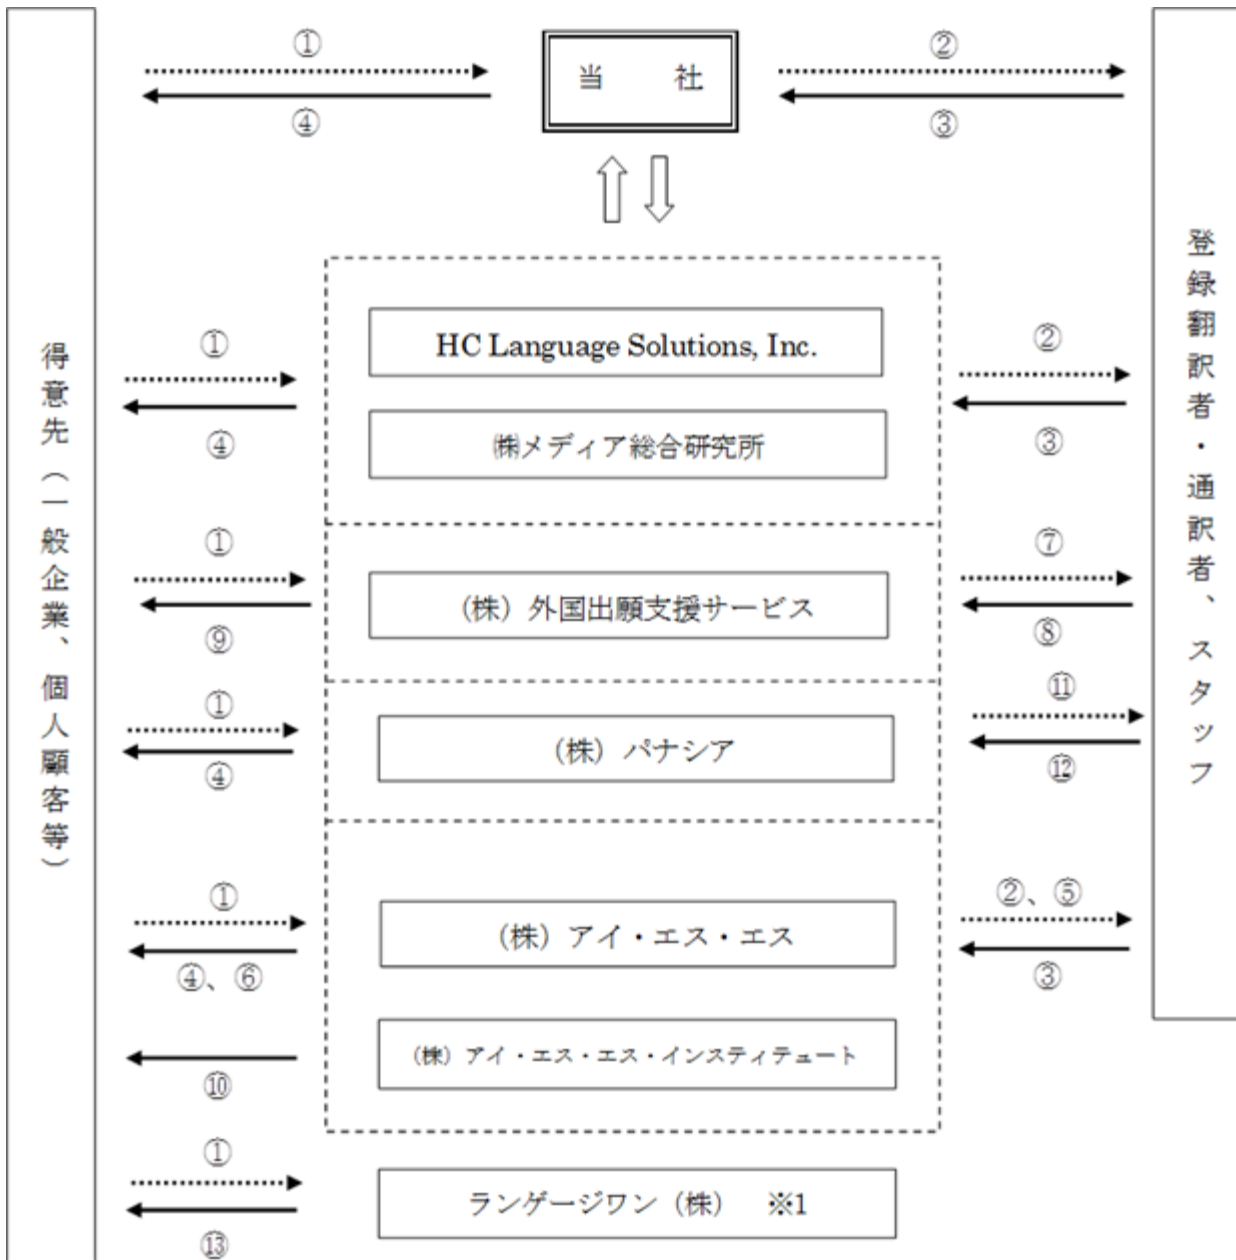 ①
②
当　　社
④
③
HC Language Solutions, Inc.
①
②
㈱メディア総合研究所
④
③
①
⑦
（株）外国出願支援サービス
⑨
⑧
①
⑪
（株）パナシア
④
⑫
①
②、⑤
（株）アイ・エス・エス
④、⑥
③
（株）アイ・エス・エス・インスティテュート
⑩
①
ランゲージワン（株）　※1
⑬
得意先（一般企業、個人顧客等）
登録翻訳者・通訳者、スタッフ